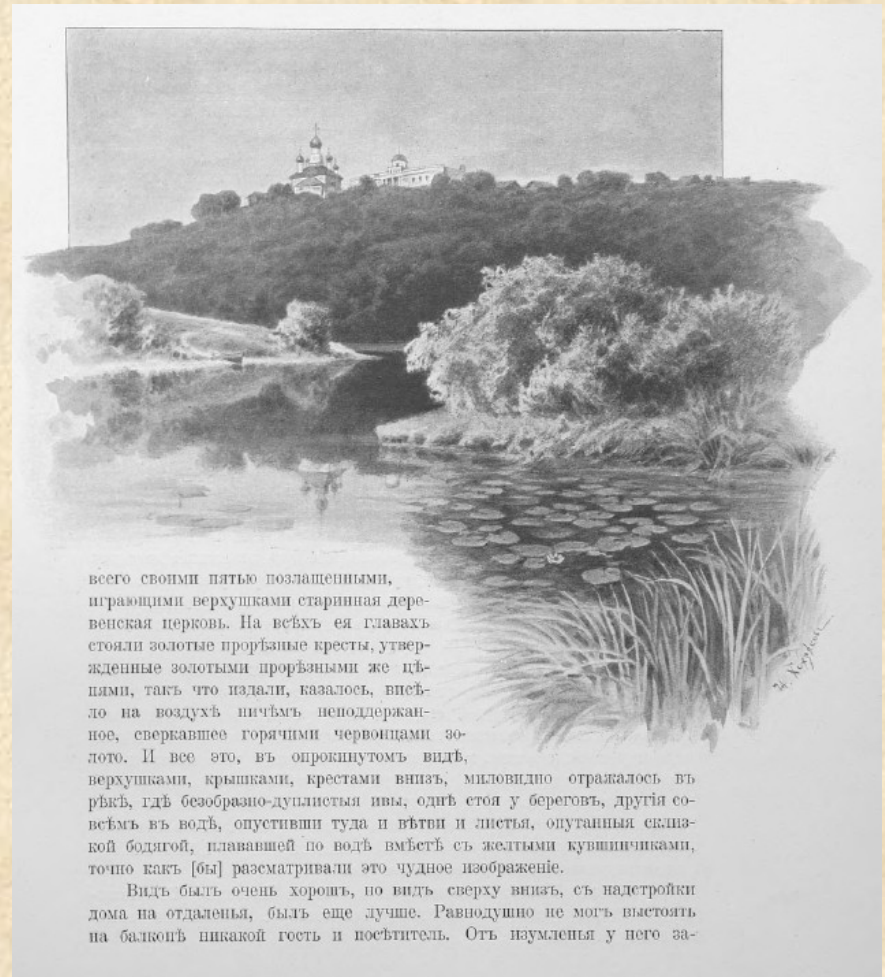 всего своими пятью позлащенными,
играющими верхушками старинная дере-
венская церковь. На всѣхъ ея главахъ
стояли золотые прорѣзные кресты, утвер-
жденные золотыми прорѣзными же цѣ-
пями, такъ что издали, казалось, висѣ-
ло на воздухѣ ничѣмъ неподдержан-
ное, сверкавшее горячими червонцами зо-
лото. И все это, въ опрокинутомъ видѣ,
верхушками, крышками, крестами внизъ, миловидно отражалось въ
рѣкѣ, гдѣ безобразно-дуплистыя ивы, однѣ стоя у береговъ, другія со-
всѣмъ въ водѣ, опустивши туда и вѣтви и листья, опутанныя склиз-
кой бодягой, плававшей по водѣ вмѣстѣ съ желтыми кувшинчиками,
точно какъ [бы] разсматривали это чудное изображеніе.
Видъ былъ очень хорошъ, но видъ сверху внизъ, съ надстройки
дома на отдаленья, былъ еще лучше. Равнодушно не могъ выстоять
на балконѣ никакой гость и посѣтитель. Отъ изумленья у него за-